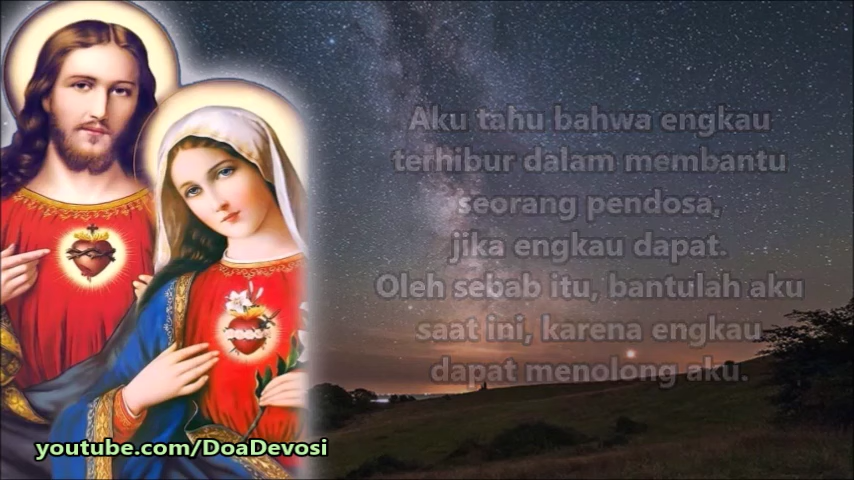 Aku tahu bahwa engkau
terhibur dalam membantu
seorang pendosa,
jika engkau dapat.
Oleh sebab itu, bantulah aku
saat ini, karena engkau
dapat menolong aku.
youtube.com/DoaDevosi